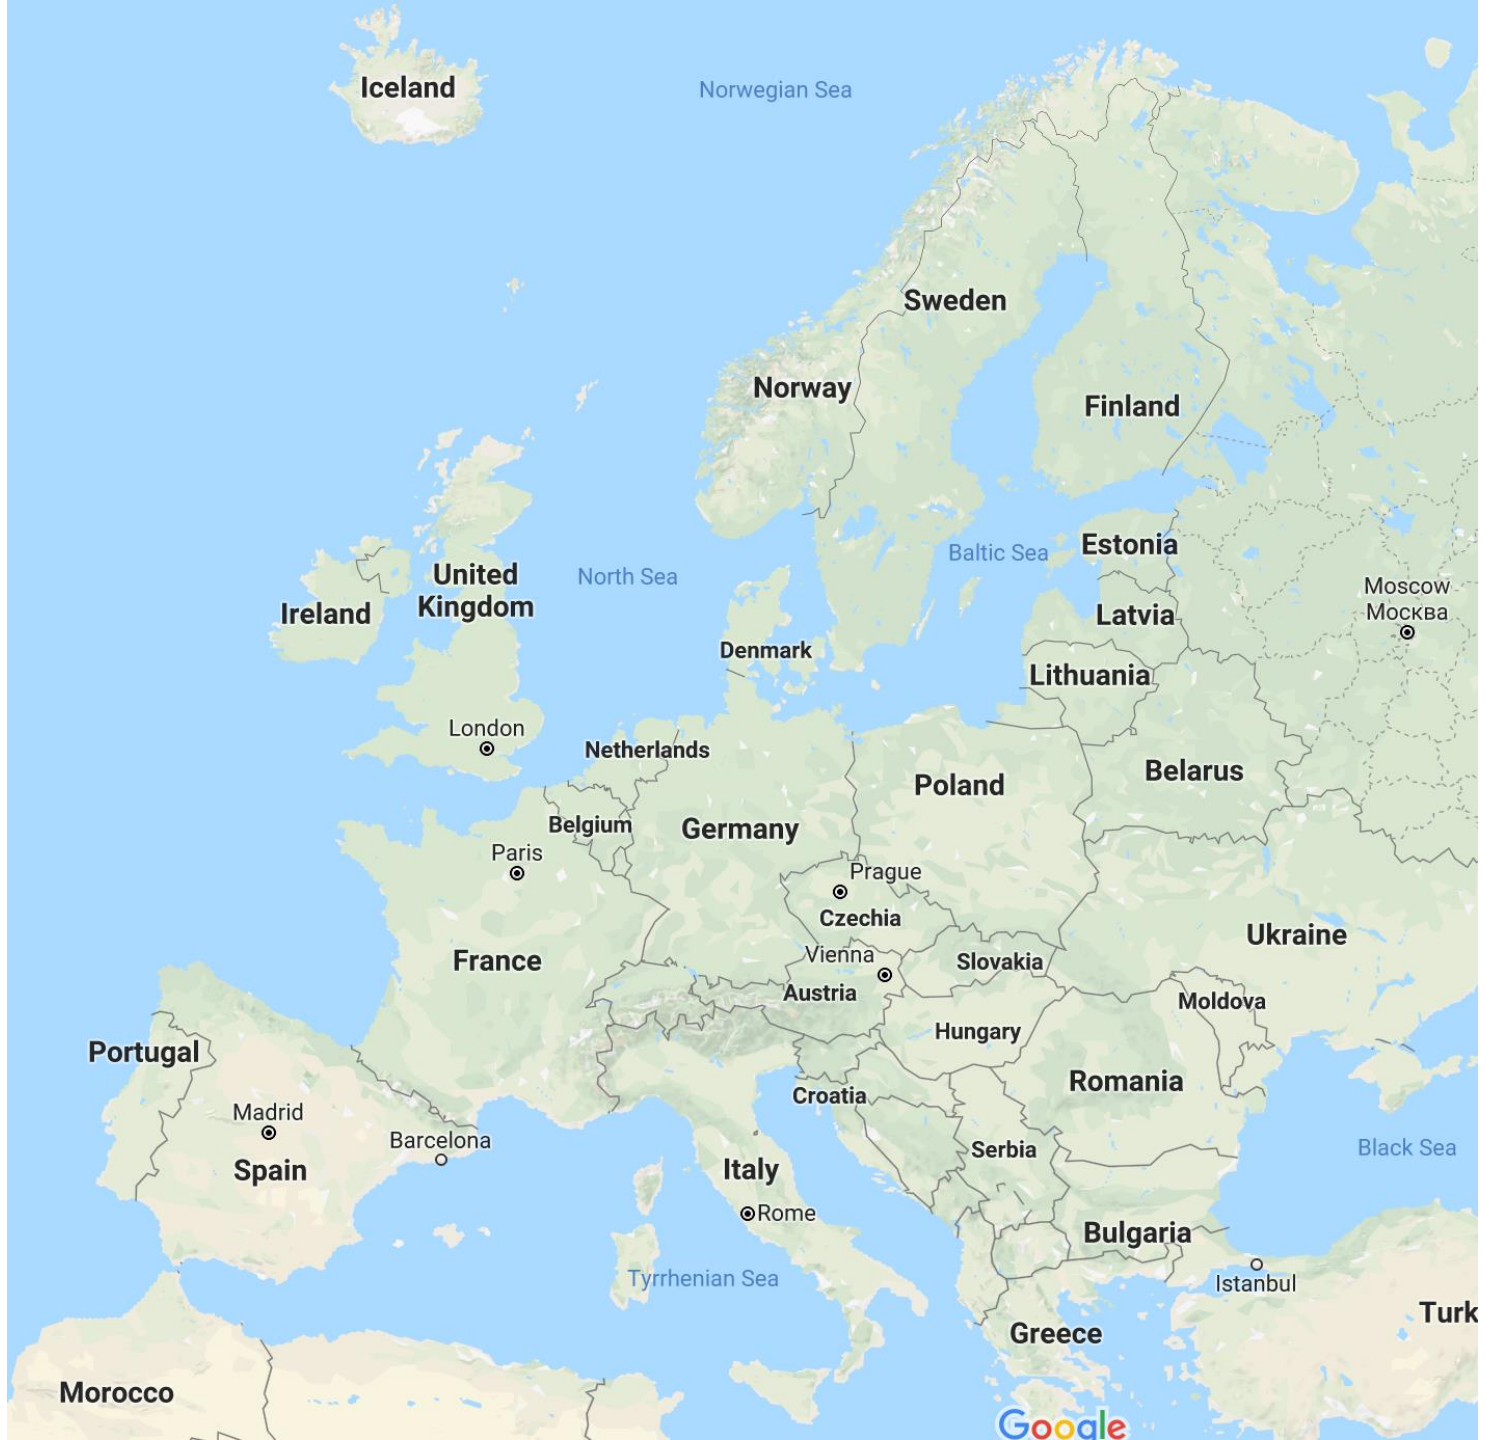 Iceland
Norwegian Sea
Sweden
Norway
Finland
Baltic Sea
Estonia
North Sea
United
Kingdom
Ireland
Moscow
Москва
Latvia
Denmark
Lithuania
London
Netherlands
Belarus
Poland
Belgium
Germany
Paris
Prague
Czechia
Ukraine
France
Vienna
Slovakia
Austria
Moldova
Hungary
Portugal
Romania
Croatia
Madrid
Barcelona
Serbia
Black Sea
Spain
Italy
Rome
Bulgaria
Tyrrhenian Sea
Istanbul
Turk
Greece
Morocco
Google